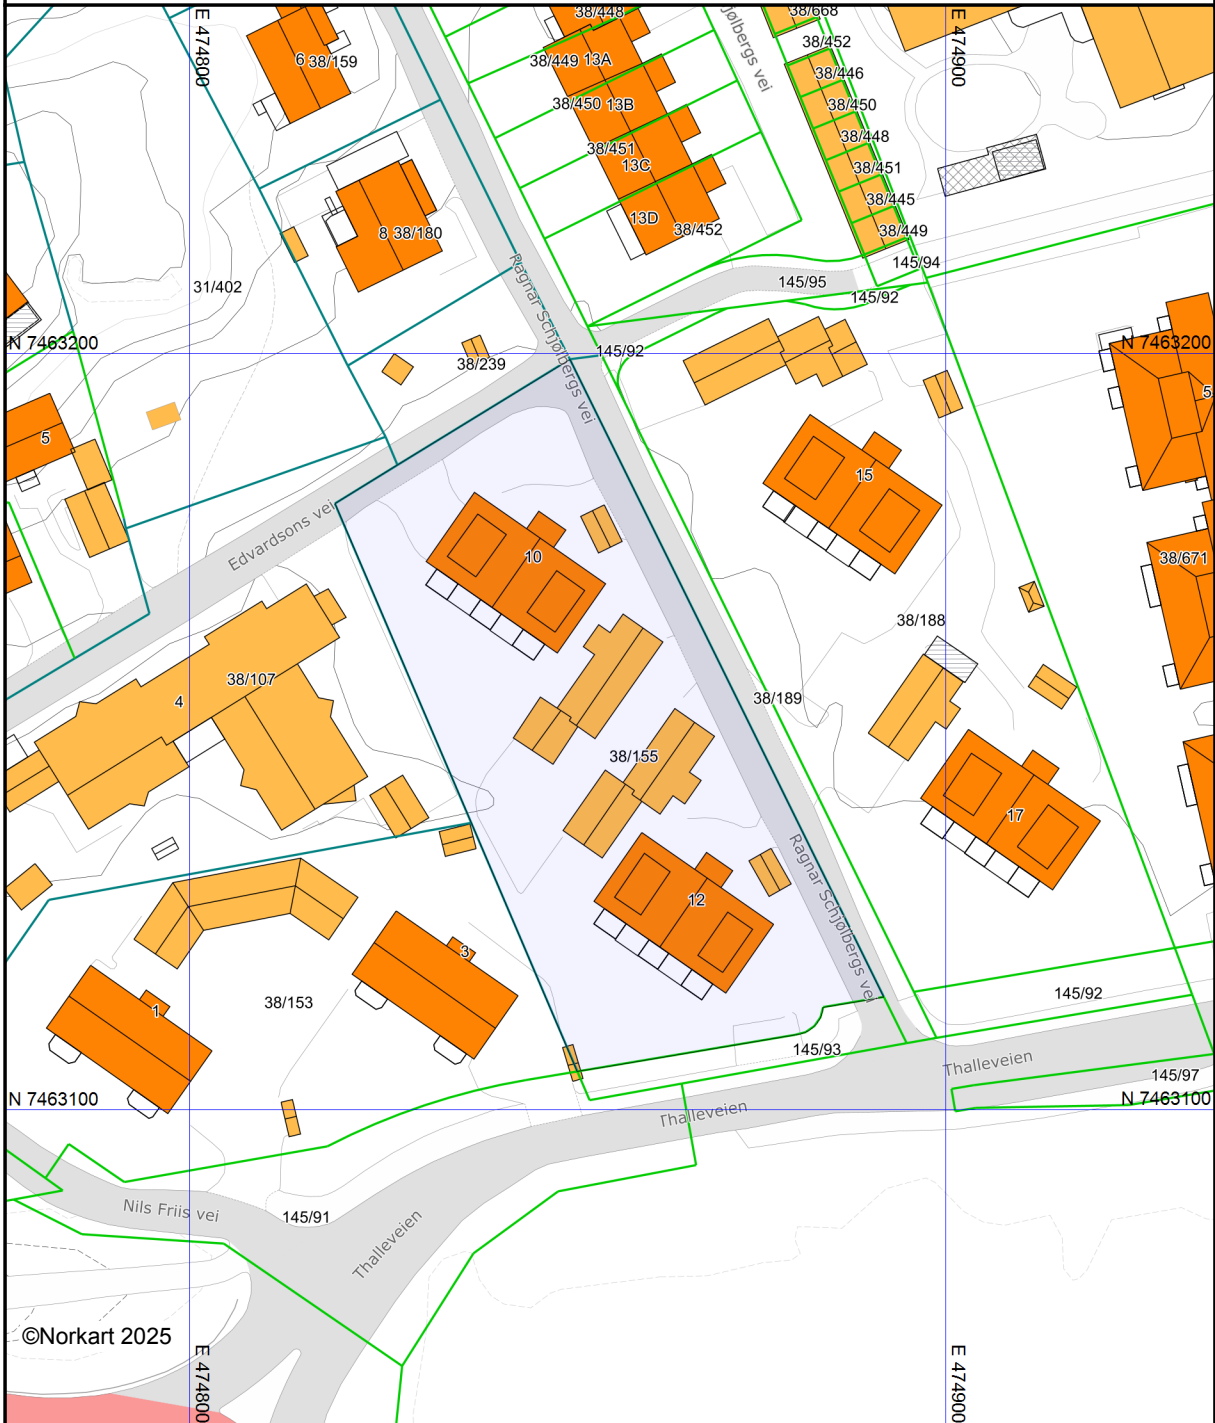 E 474800
E 474900
38/448
38/668
6 38/159
38/449 13A
jølbergs vei
38/452
38/446
38/450 13B
38/450
38/448
38/451
13C
38/451
38/445
13D
38/452
38/449
8 38/180
145/94
31/402
145/95
145/92
Ragnar Schjølbergs vei
N 7463200
145/92
N 7463200
38/239
5
5
15
Edvardsons vei
10
38/671
38/188
38/107
4
38/189
38/155
17
Ragnar Schjølbergs vei
12
3
38/153
1
145/92
145/93
Thalleveien
145/97
N 7463100
N 7463100
Thalleveien
Nils Friis vei
145/91
Thalleveien
©Norkart 2025
E 474800
E 474900